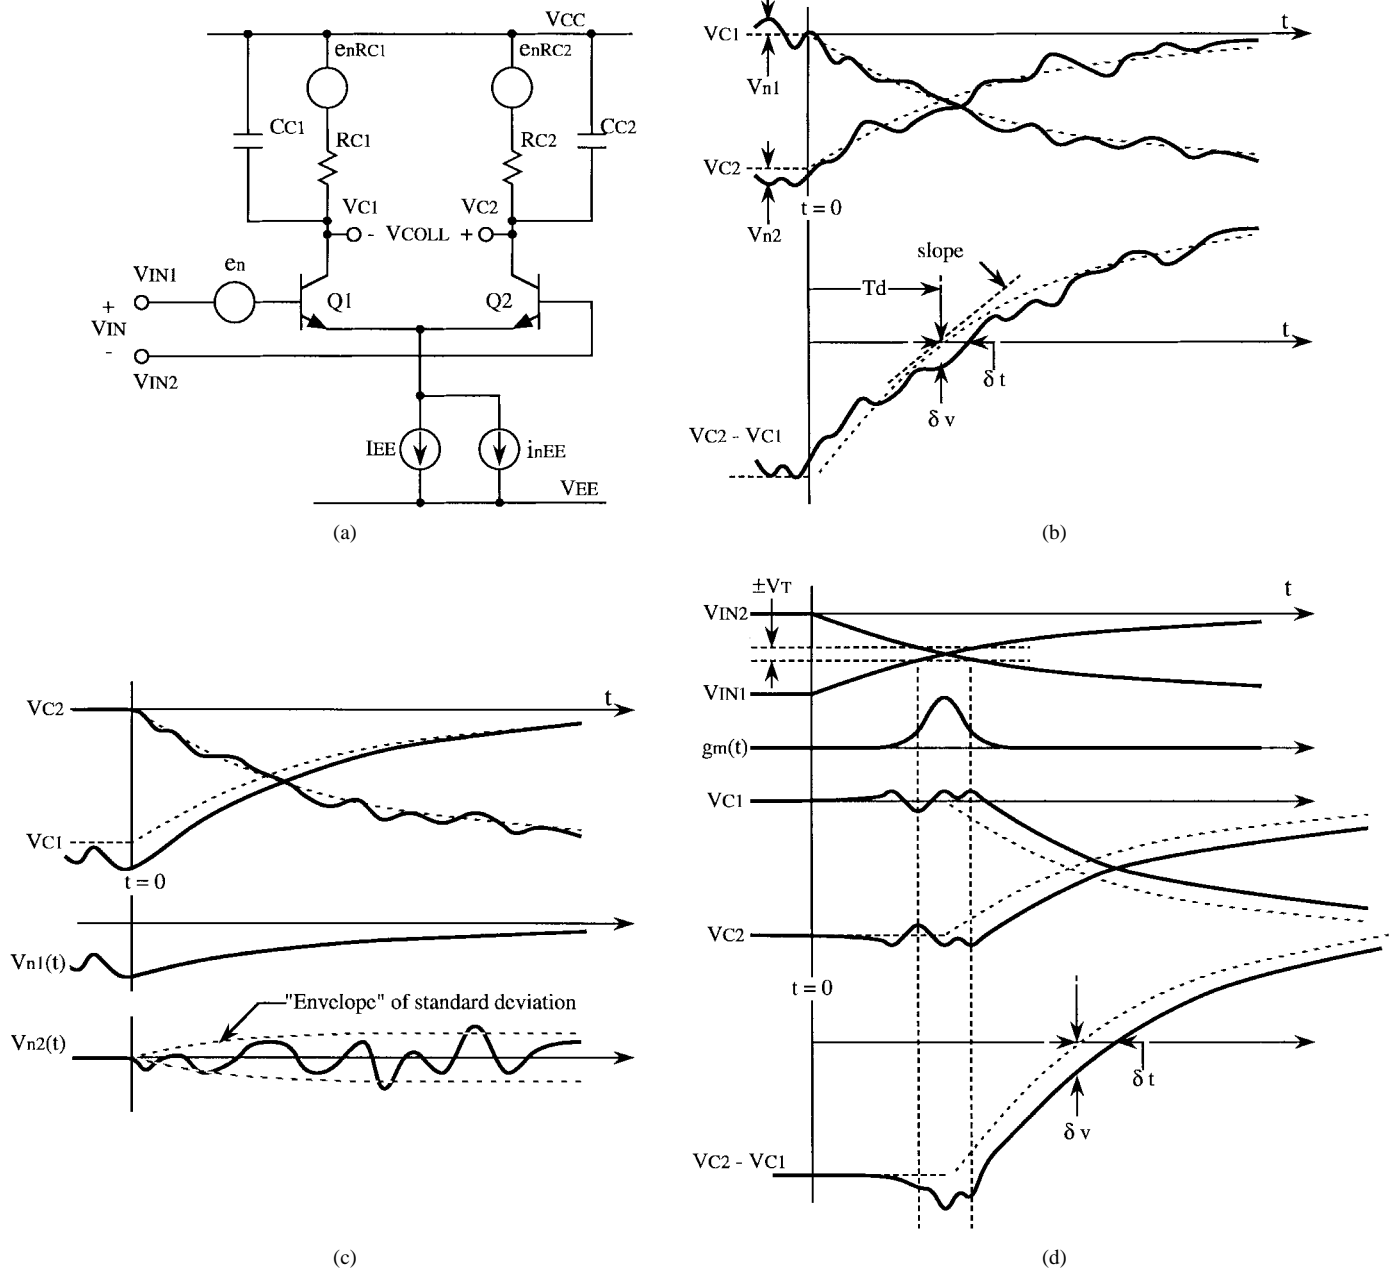 VCC
enRC1
enRC2
CC1
RC1
RC2
CC2
VC1
VC2
- VCOLL +
VIN1
en
+
VIN
-
Q1
Q2
VIN2
IEE
inEE
VEE
(a)
VC1
t
Vn1
VC2
t = 0
Vn2
slope
Td
t
δ t
δ v
VC2 - VC1
(b)
VC2
t
VC1
t = 0
Vn1(t)
"Envelope" of standard deviation
Vn2(t)
(c)
±VT
VIN2
t
VIN1
gm(t)
VC1
VC2
t = 0
δ t
δ v
VC2 - VC1
(d)